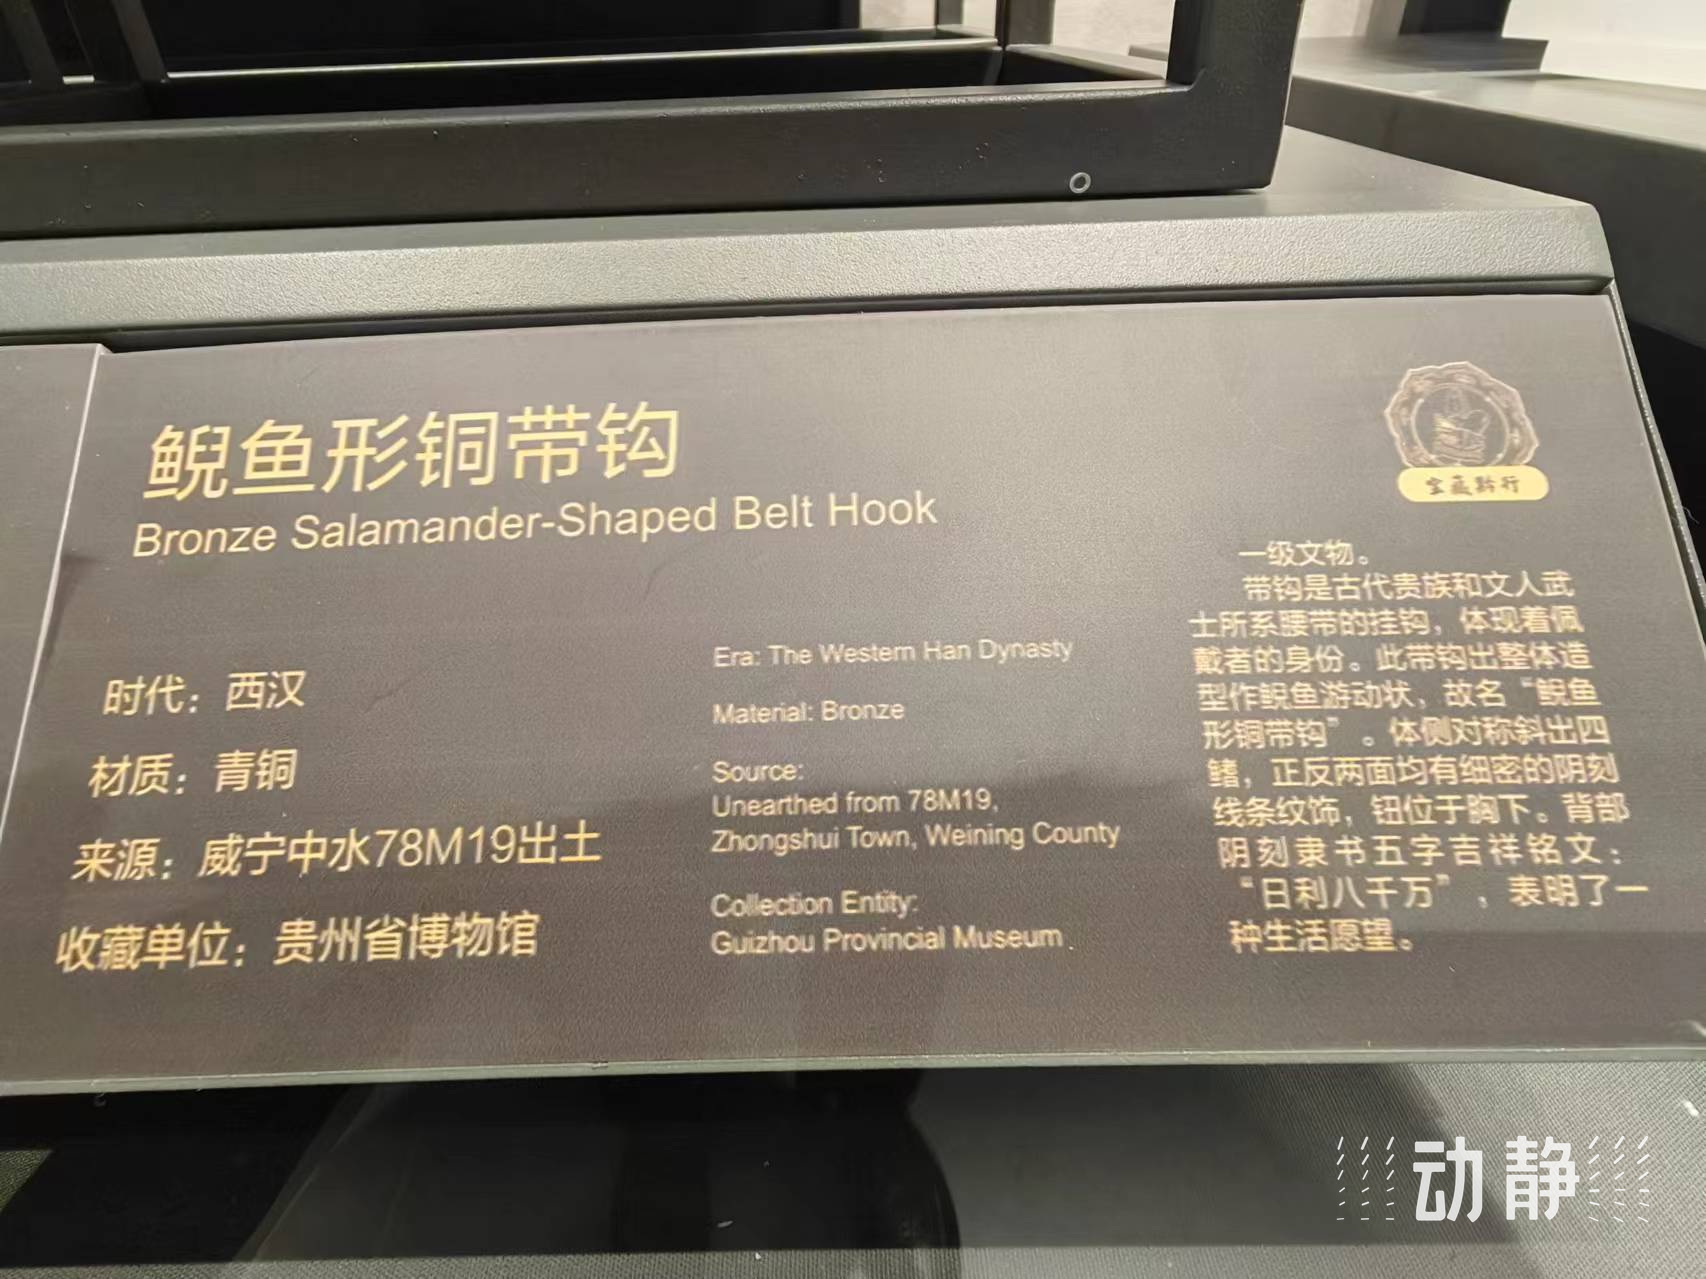 鲵鱼形铜带钩
Bronze Salamander-Shaped Belt Hook
时代：西汉
材质：青铜
来源：威宁中水78M19出土
收藏单位：贵州省博物馆
Era: The Western Han Dynasty
Material: Bronze
Source:
Unearthed from 78M19,
Zhongshui Town, Weining County
Collection Entity:
Guizhou Provincial Museum
宝藏黔行
一级文物。
带钩是古代贵族和文人武
士所系腰带的挂钩，体现着佩
戴者的身份。此带钩出整体造
型作鲵鱼游动状，故名“鲵鱼
形铜带钩”。体侧对称斜出四
鳍，正反两面均有细密的阴刻
线条纹饰，钮位于胸下。背部
阴刻隶书五字吉祥铭文：
“日利八千万”，表明了一
种生活愿望。
动静